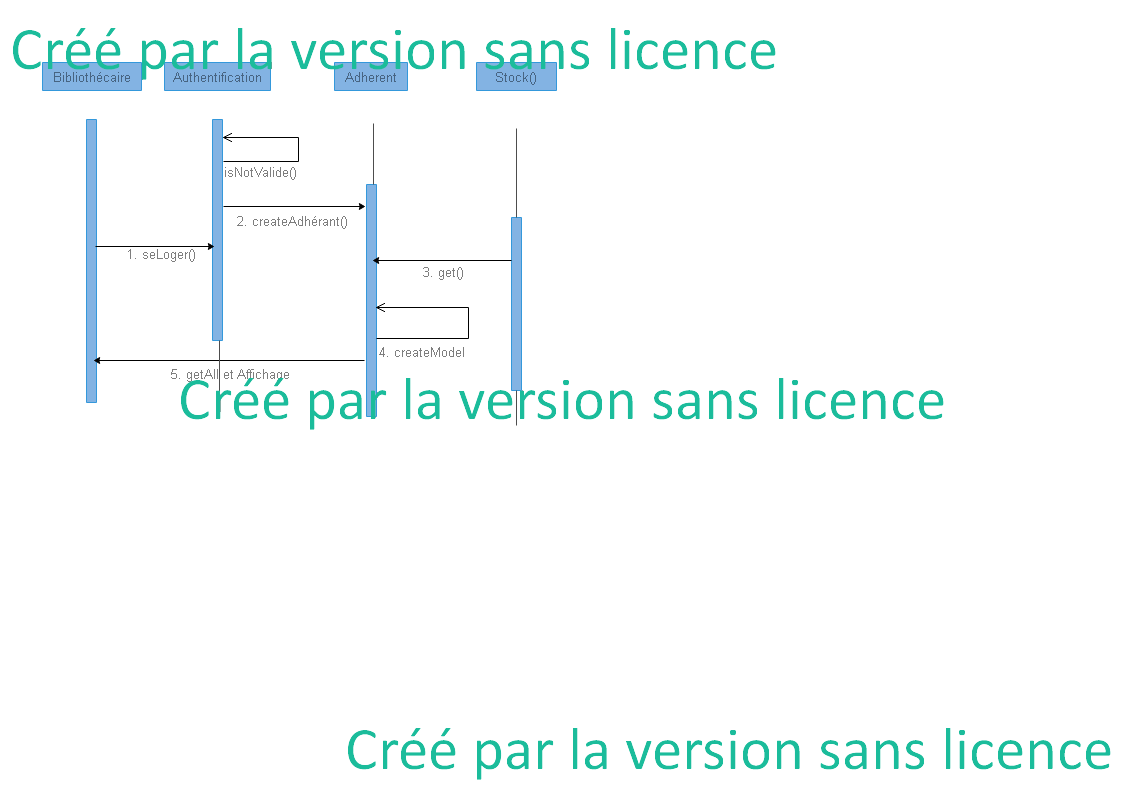 Créé par la version sans licence
Bibliothécaire
Authentification
Adherent
Stock()
isNotValide()
2. createAdhérant()
1. seLoger()
3. get()
4. createModel
5. getAll et Affichage
Créé par la version sans licence
Créé par la version sans licence